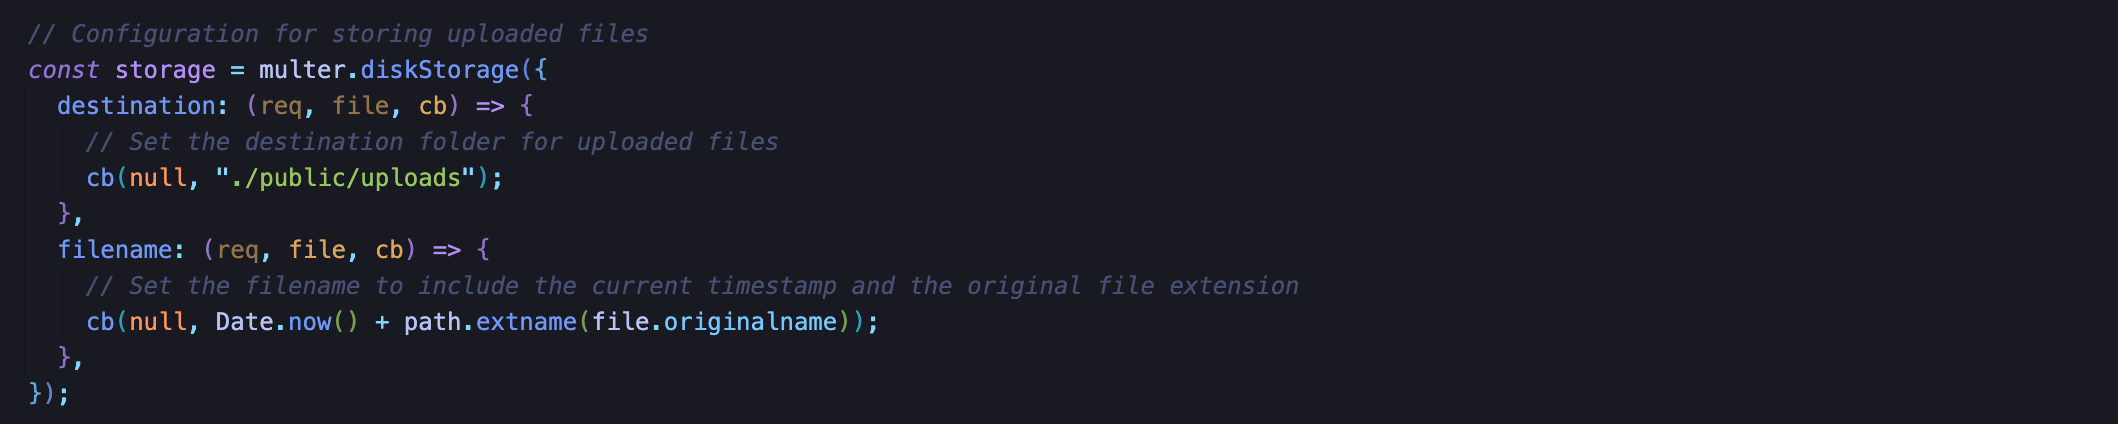 // Configuration for storing uploaded files
const storage = multer.diskStorage({
  destination: (req, file, cb) => {
    // Set the destination folder for uploaded files
    cb(null, "./public/uploads");
  },
  filename: (req, file, cb) => {
    // Set the filename to include the current timestamp and the original file extension
    cb(null, Date.now() + path.extname(file.originalname));
  },
});